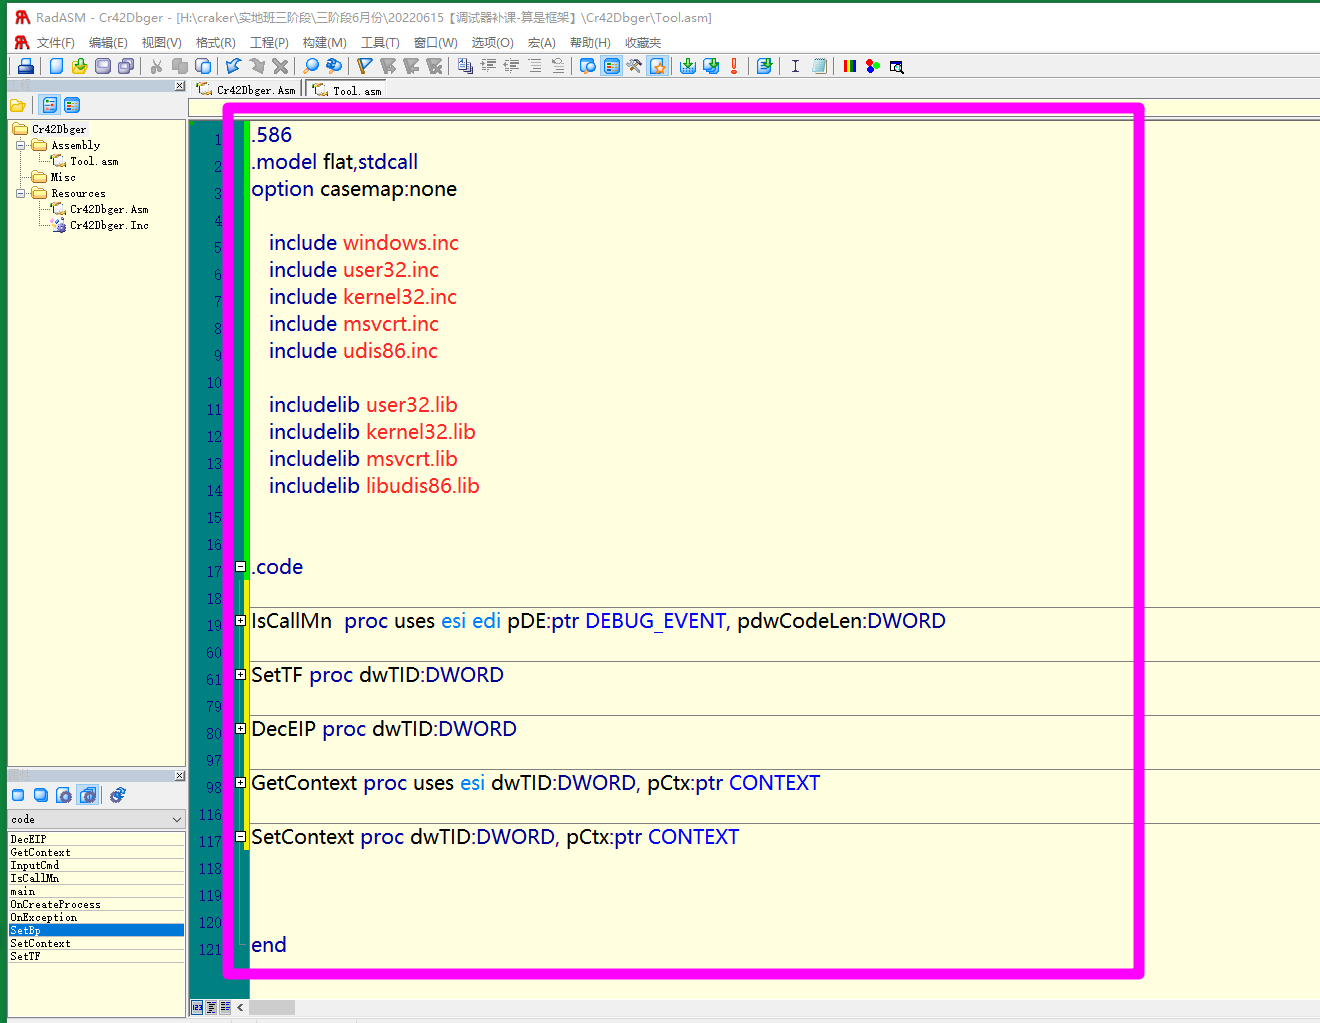 RadASM - Cr42Dbger - [H:\craker\实地班三阶段\三阶段6月份\20220615【调试器补课-算是框架】\Cr42Dbger\Tool.asm]
文件(F) 编辑(E) 视图(V) 格式(R) 工程(P) 构建(M) 工具(T) 窗口(W) 选项(O) 宏(A) 帮助(H) 收藏夹
Cr42Dbger.Asm Tool.asm
Cr42Dbger
Assembly
Tool.asm
Misc
Resources
Cr42Dbger.Asm
Cr42Dbger.Inc
code
DecEIP
GetContext
InputCmd
IsCallMn
main
OnCreateProcess
OnException
SetBp
SetContext
SetTF
1 .586
2 .model flat,stdcall
3 option casemap:none
4
5 include windows.inc
6 include user32.inc
7 include kernel32.inc
8 include msvcrt.inc
9 include udis86.inc
10
11 includelib user32.lib
12 includelib kernel32.lib
13 includelib msvcrt.lib
14 includelib libudis86.lib
15
16
17 .code
18
19 IsCallMn proc uses esi edi pDE:ptr DEBUG_EVENT, pdwCodeLen:DWORD
60
61 SetTF proc dwTID:DWORD
79
80 DecEIP proc dwTID:DWORD
97
98 GetContext proc uses esi dwTID:DWORD, pCtx:ptr CONTEXT
116
117 SetContext proc dwTID:DWORD, pCtx:ptr CONTEXT
118
119
120
121 end